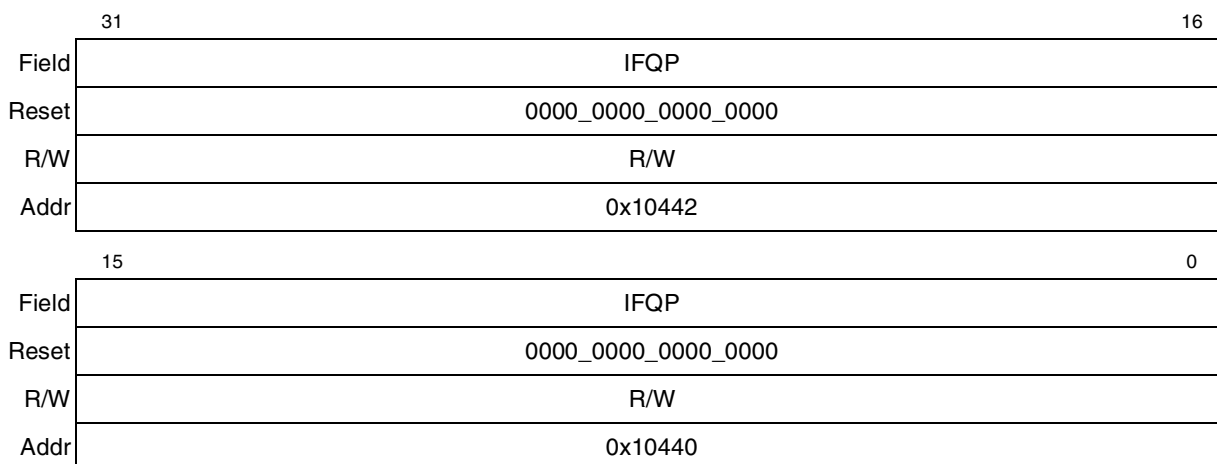 31 16
Field IFQP
Reset 0000_0000_0000_0000
R/W R/W
Addr 0x10442
15 0
Field IFQP
Reset 0000_0000_0000_0000
R/W R/W
Addr 0x10440